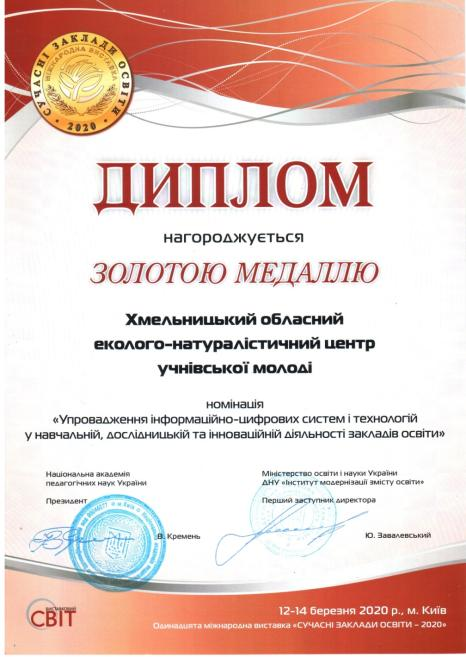 СУЧАСНІ ЗАКЛАДИ ОСВІТИ
МІЖНАРОДНА ВИСТАВКА
• 2020 •
ДИПЛОМ
нагороджується
ЗОЛОТОЮ МЕДАЛЛЮ
Хмельницький обласний
еколого-натуралістичний центр
учнівської молоді
номінація
«Упровадження інформаційно-цифрових систем і технологій
у навчальній, дослідницькій та інноваційній діяльності закладів освіти»
Національна академія
педагогічних наук України
Президент
В. Кремень
Міністерство освіти і науки України
ДНУ «Інститут модернізації змісту освіти»
Перший заступник директора
Ю. Завалевський
ВИСТАВКОВИЙ
СВІТ
12-14 березня 2020 р., м. Київ
Одинадцята міжнародна виставка «СУЧАСНІ ЗАКЛАДИ ОСВІТИ – 2020»